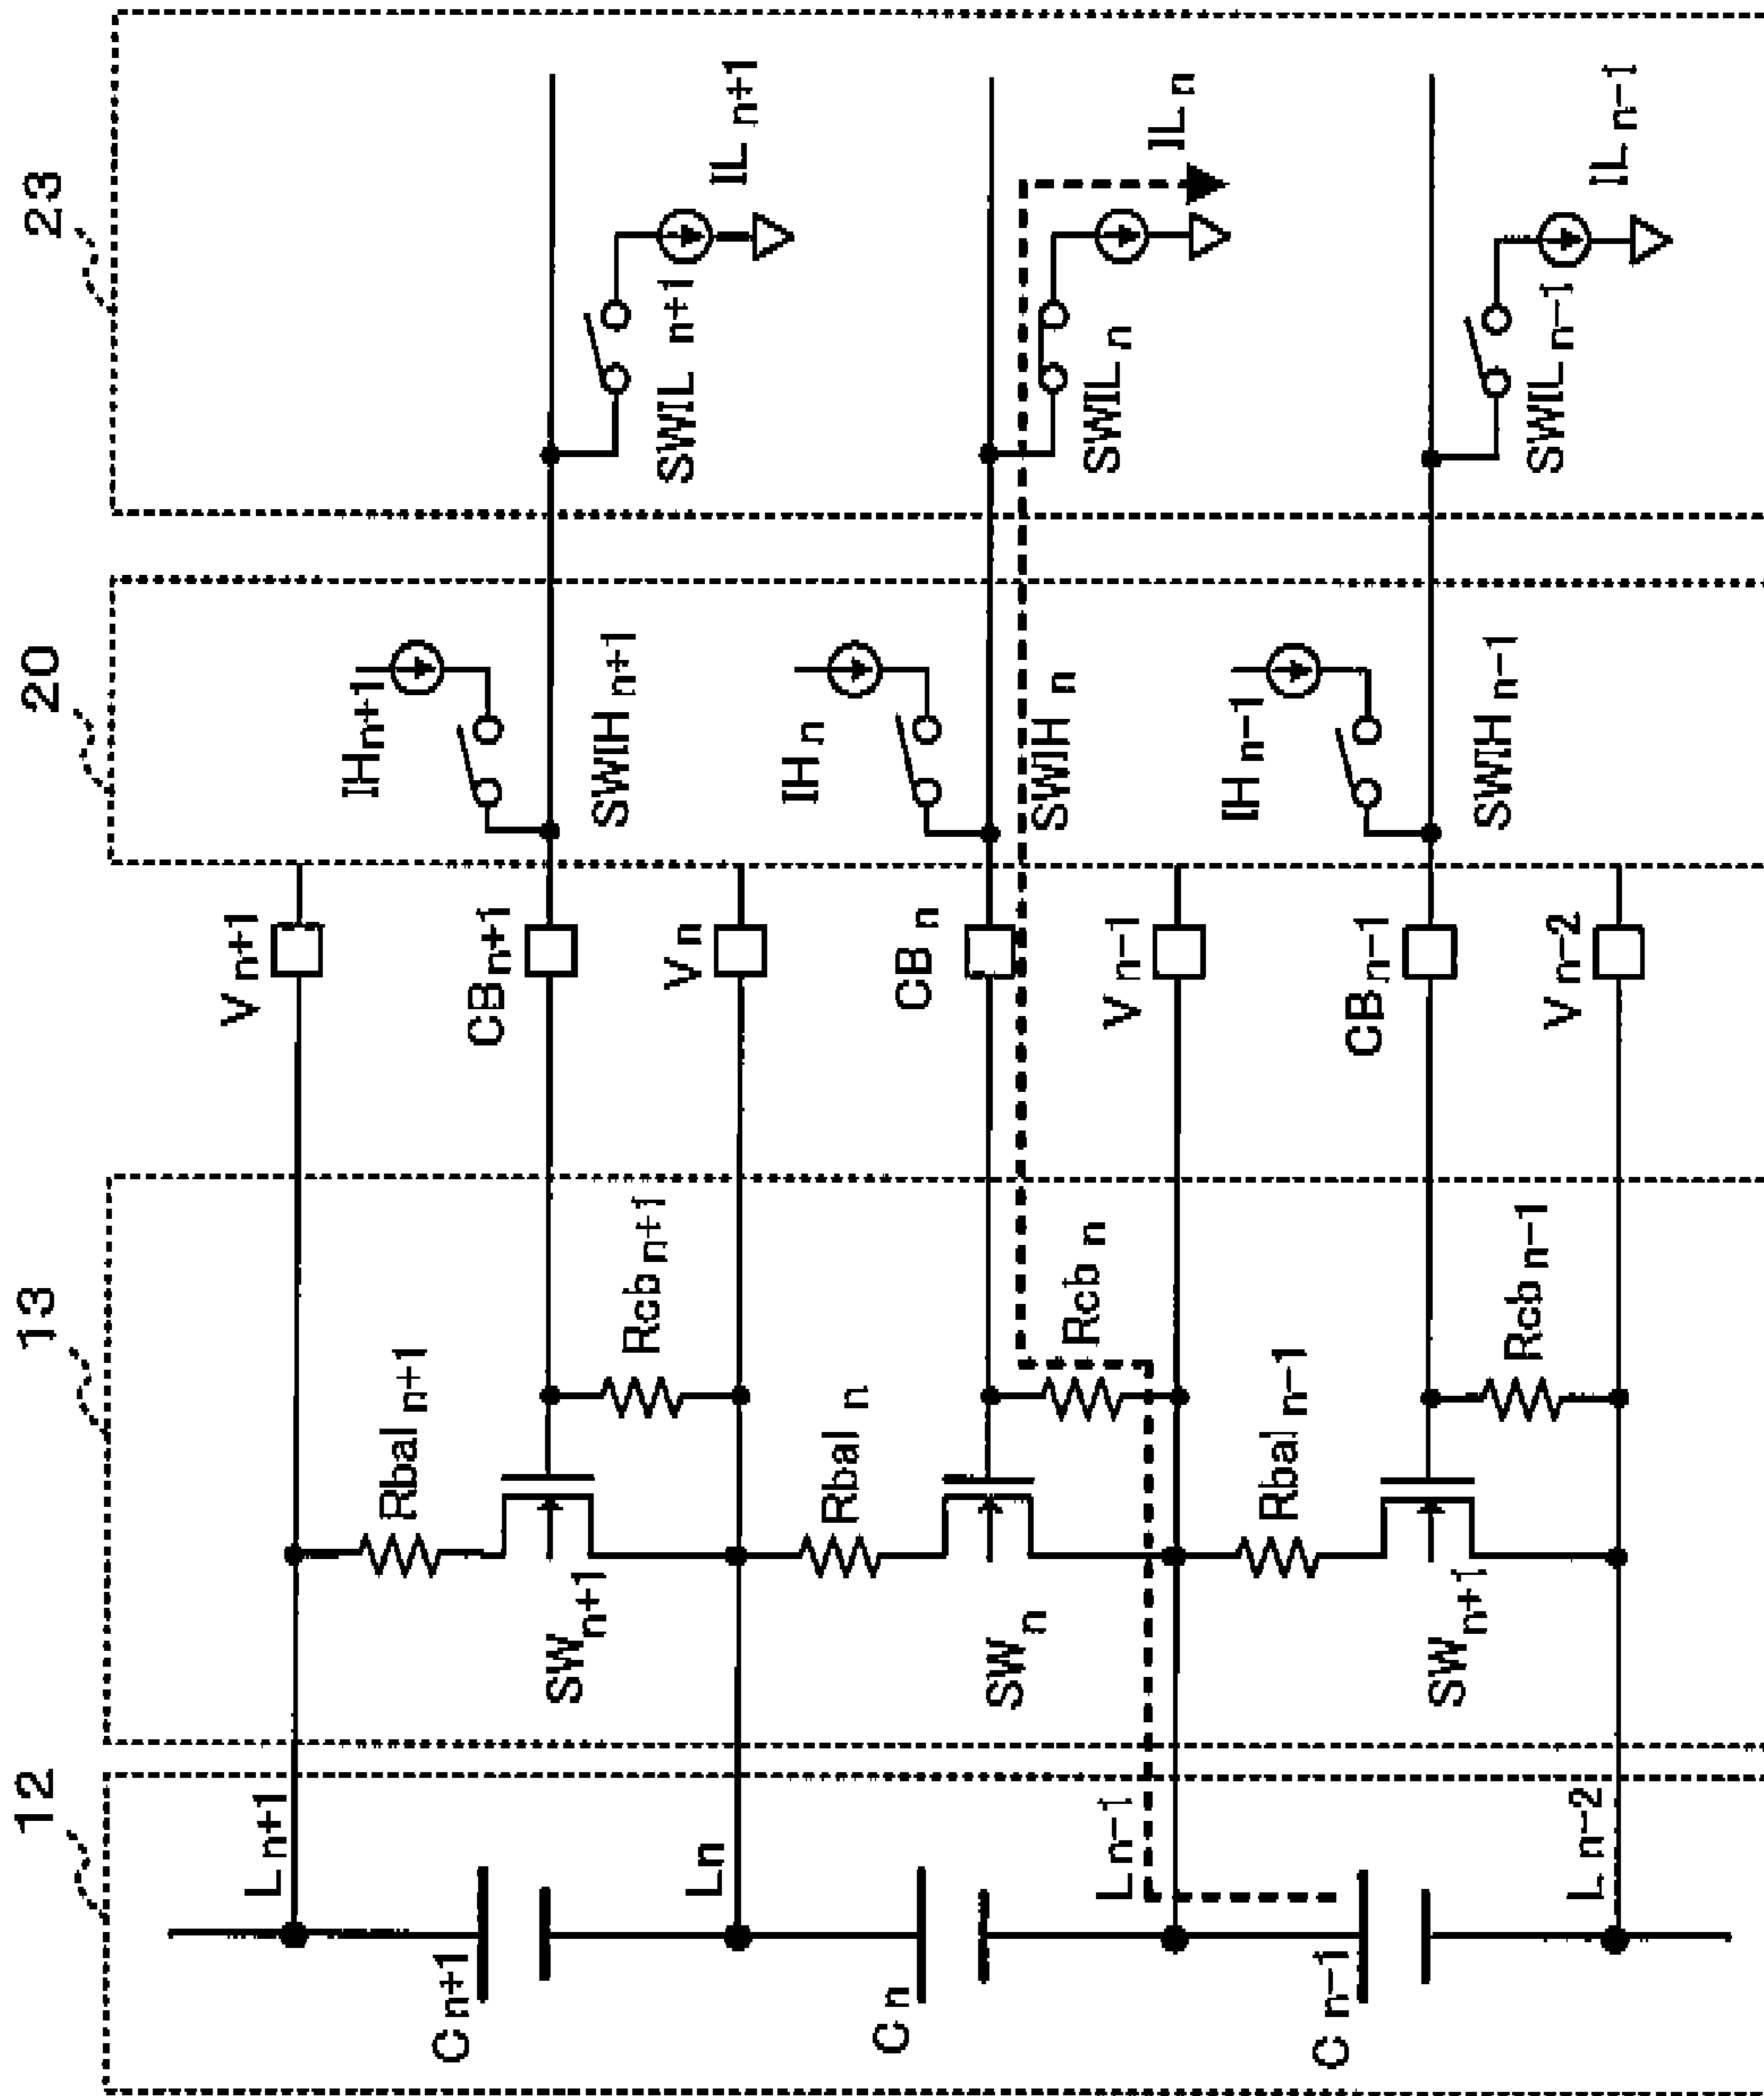 12
13
20
23
L n+1
V n+1
IH n+1
C n+1
SW n+1
Rbal n+1
Rcb n+1
CB n+1
SWIH n+1
SWIL n+1
IL n+1
L n
V n
IH n
C n
SW n
Rbal n
Rcb n
CB n
SWIH n
SWIL n
IL n
L n-1
V n-1
IH n-1
C n-1
SW n+1
Rbal n-1
Rcb n-1
CB n-1
SWIH n-1
SWIL n-1
IL n-1
L n-2
V n-2